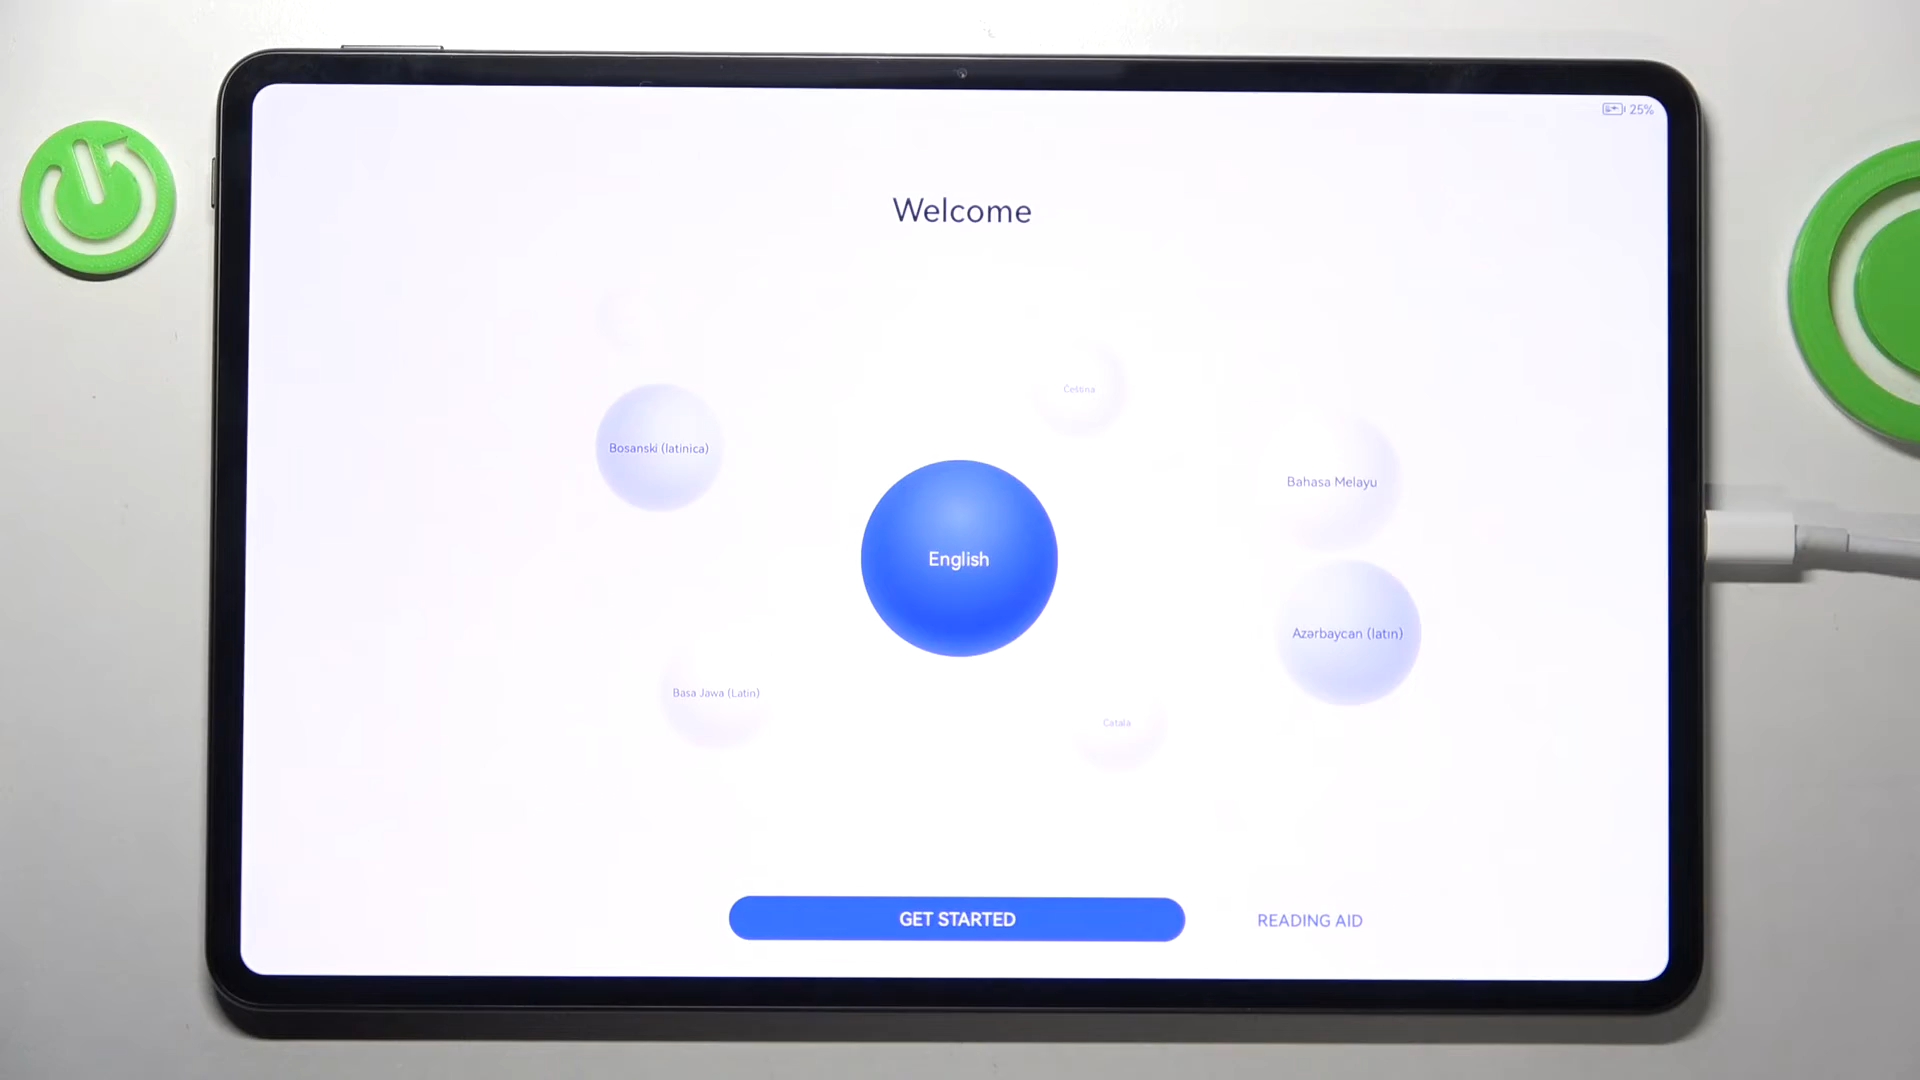 25%
Welcome
Čeština
Bosanski (latinica)
Bahasa Melayu
English
Azərbaycan (latın)
Basa Jawa (Latin)
Català
GET STARTED
READING AID